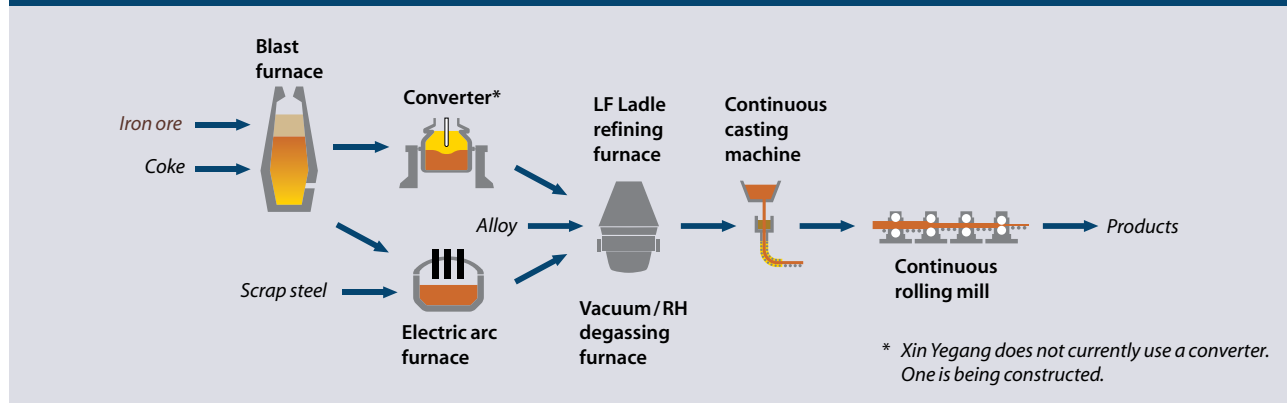 Blast
furnace
Iron ore
Coke
Converter*
LF Ladle
refining
furnace
Continuous
casting
machine
Alloy
Products
Scrap steel
Electric arc
furnace
Vacuum / RH
degassing
furnace
Continuous
rolling mill
* Xin Yegang does not currently use a converter.
One is being constructed.